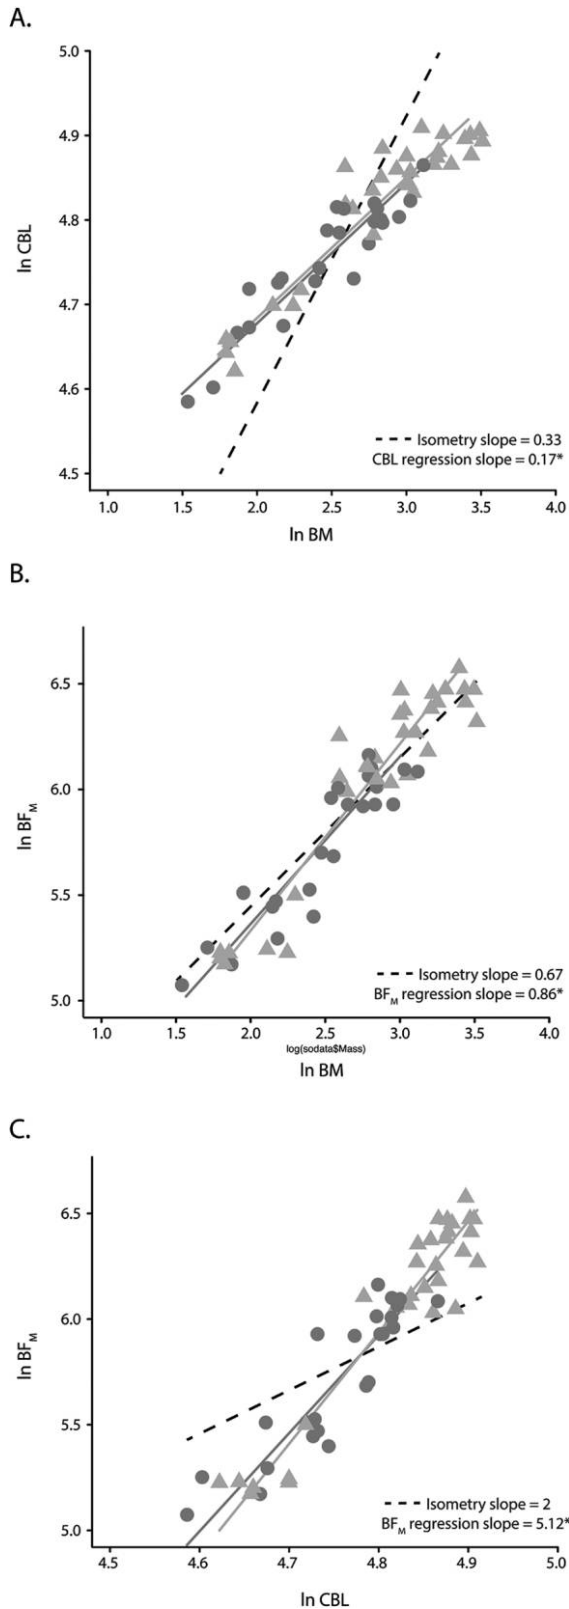 A.
5.0
4.9
4.8
4.7
4.6
4.5
ln CBL
Isometry slope = 0.33
CBL regression slope = 0.17*
1.0 1.5 2.0 2.5 3.0 3.5 4.0
ln BM
B.
6.5
6.0
5.5
5.0
ln BFM
Isometry slope = 0.67
BFM regression slope = 0.86*
1.0 1.5 2.0 2.5 3.0 3.5 4.0
log(sodata$Mass)
ln BM
C.
6.5
6.0
5.5
5.0
ln BFM
Isometry slope = 2
BFM regression slope = 5.12*
4.5 4.6 4.7 4.8 4.9 5.0
ln CBL